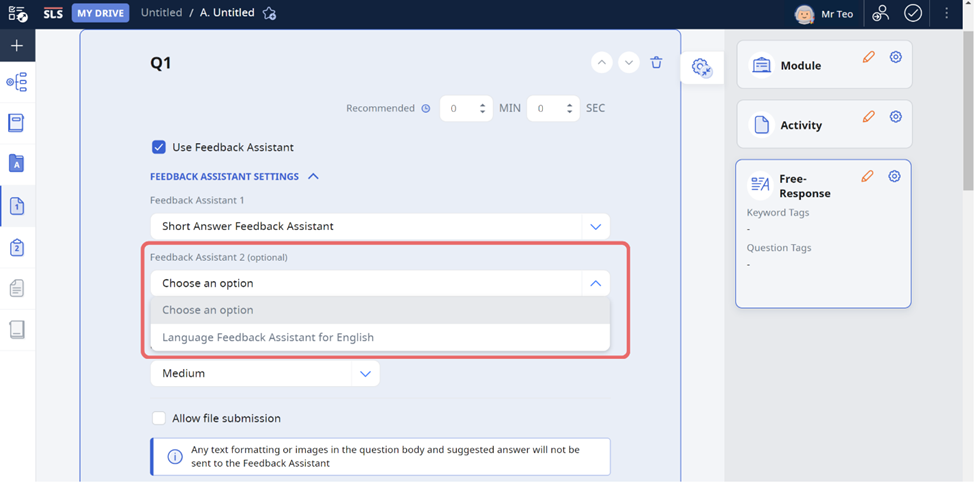 SLS MY DRIVE Untitled / A. Untitled Mr Teo
Q1
Recommended 0 MIN 0 SEC
Use Feedback Assistant
FEEDBACK ASSISTANT SETTINGS
Feedback Assistant 1
Short Answer Feedback Assistant
Feedback Assistant 2 (optional)
Choose an option
Choose an option
Language Feedback Assistant for English
Medium
Allow file submission
Any text formatting or images in the question body and suggested answer will not be
sent to the Feedback Assistant
A
1
2
Module
Activity
Free-
Response
Keyword Tags
-
Question Tags
-